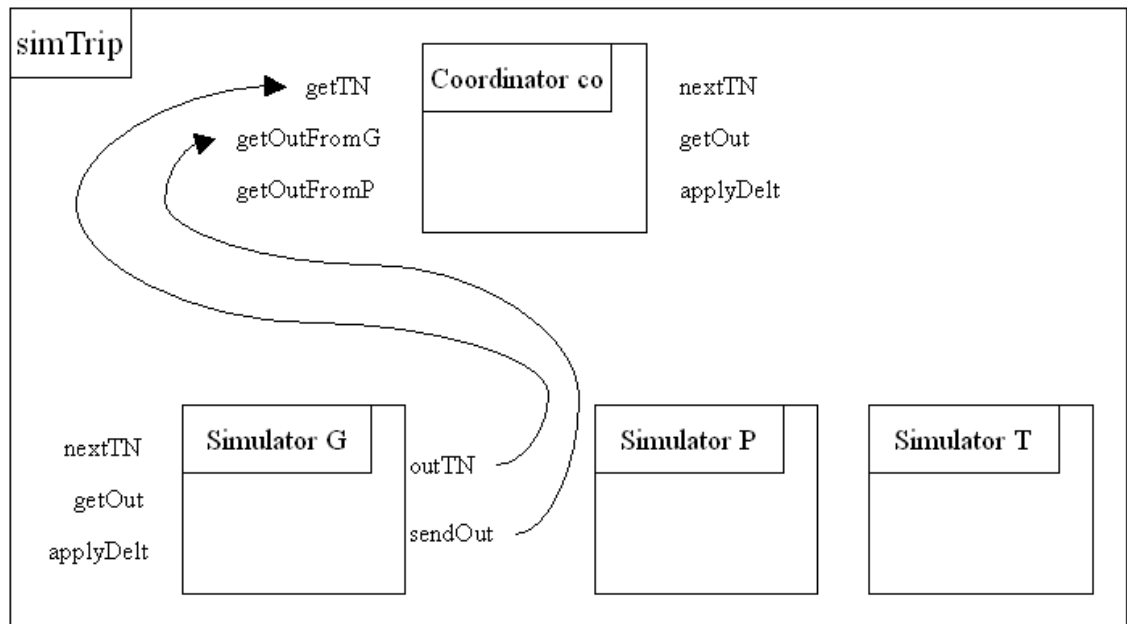 simTrip
Coordinator co
getTN
getOutFromG
getOutFromP
nextTN
getOut
applyDelt
Simulator G
nextTN
getOut
applyDelt
outTN
sendOut
Simulator P
Simulator T